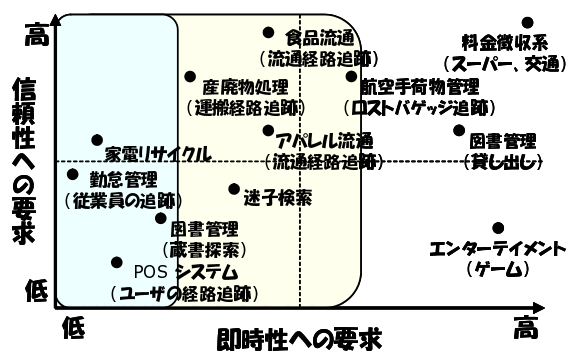 高
食品流通
（流通経路追跡）
料金徴収系
（スーパー、交通）
産廃物処理
（運搬経路追跡）
航空手荷物管理
（ロストバゲッジ追跡）
アパレル流通
（流通経路追跡）
図書管理
（貸し出し）
家電リサイクル
勤怠管理
（従業員の追跡）
迷子検索
図書管理
（蔵書探索）
エンターテイメント
（ゲーム）
POS システム
（ユーザの経路追跡）
信頼性への要求
低
低
即時性への要求
高